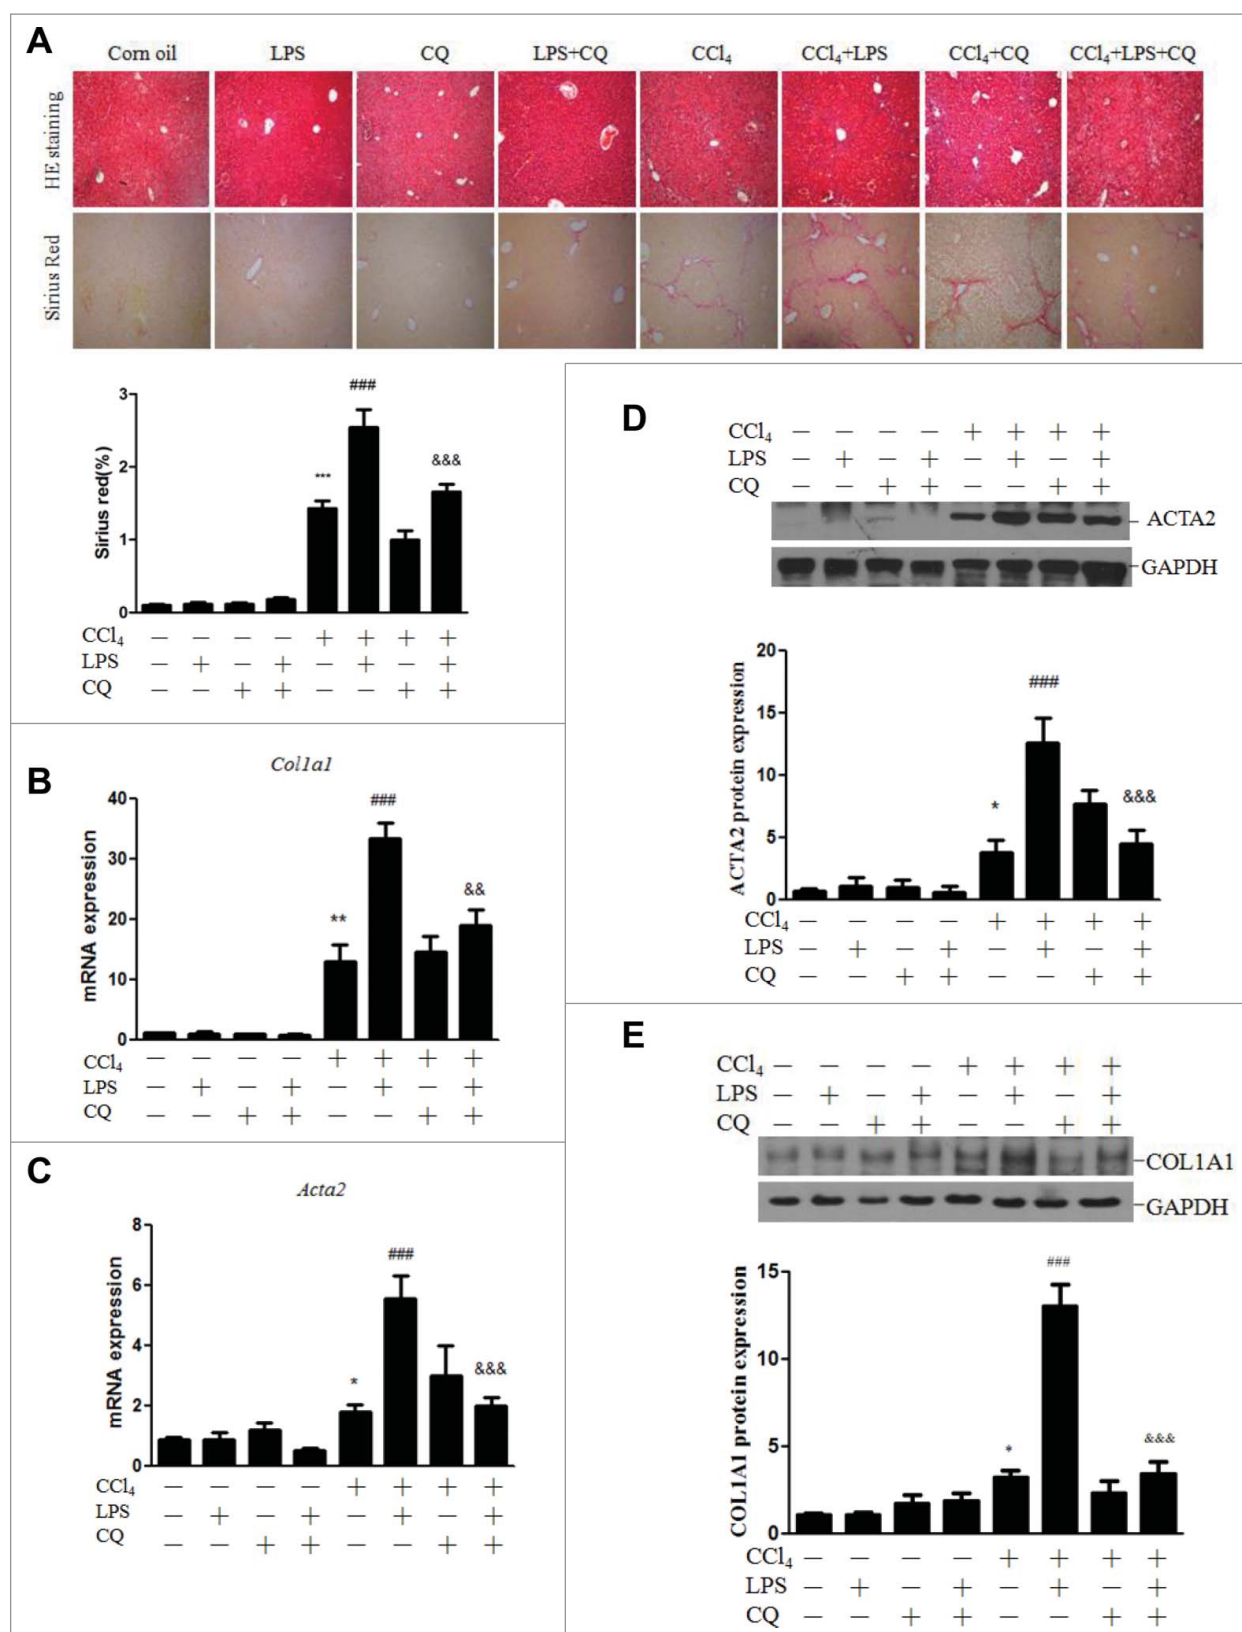 A
Corn oil LPS CQ LPS+CQ CCl4 CCl4+LPS CCl4+CQ CCl4+LPS+CQ
HE staining
Sirius Red
Sirius red(%)
3
2
1
0
***
###
&&&
CCl4 − − − − + + + +
LPS − + − + − + − +
CQ − − + + − − + +
B
Col1a1
mRNA expression
40
30
20
10
0
**
###
&&
CCl4 − − − − + + + +
LPS − + − + − + − +
CQ − − + + − − + +
C
Acta2
mRNA expression
8
6
4
2
0
*
###
&&&
CCl4 − − − − + + + +
LPS − + − + − + − +
CQ − − + + − − + +
D
CCl4 − − − − + + + +
LPS − + − + − + − +
CQ − − + + − − + +
ACTA2
GAPDH
ACTA2 protein expression
20
15
10
5
0
*
###
&&&
CCl4 − − − − + + + +
LPS − + − + − + − +
CQ − − + + − − + +
E
CCl4 − − − − + + + +
LPS − + − + − + − +
CQ − − + + − − + +
COL1A1
GAPDH
COL1A1 protein expression
15
10
5
0
*
###
&&&
CCl4 − − − − + + + +
LPS − + − + − + − +
CQ − − + + − − + +